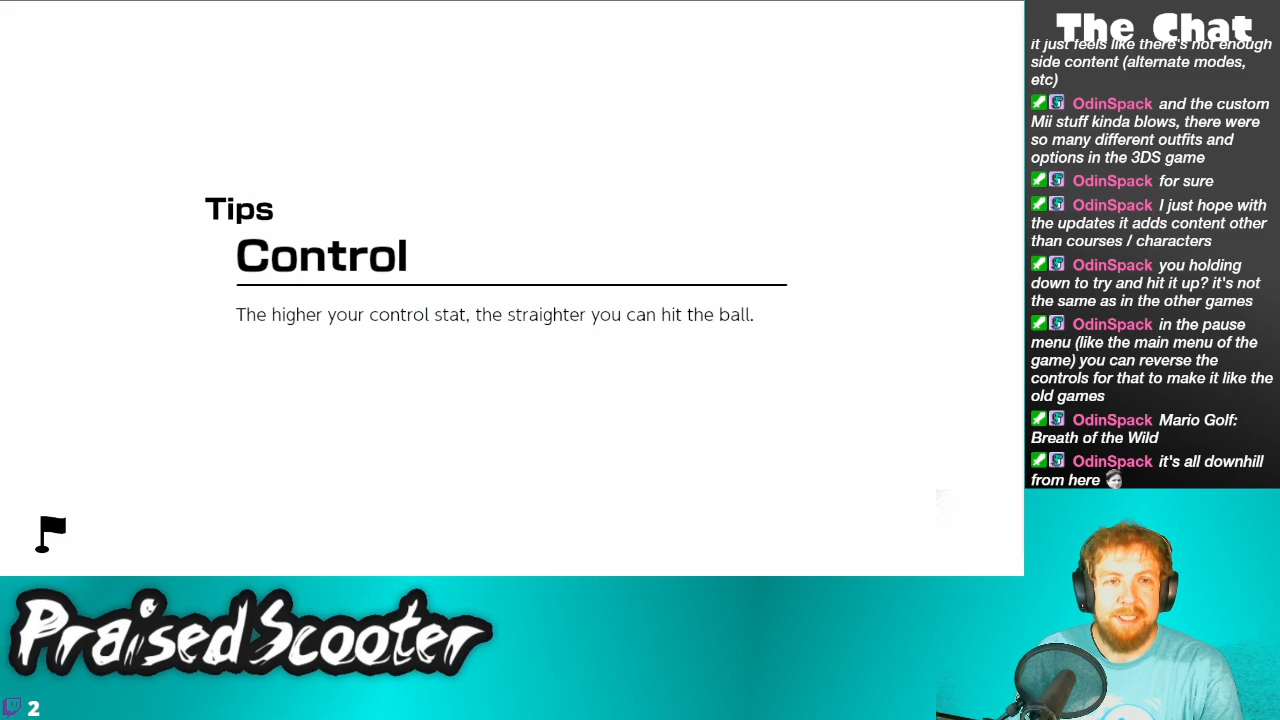 Tips
Control
The higher your control stat, the straighter you can hit the ball.
The Chat
it just feels like there's not enough
side content (alternate modes,
etc)
OdinSpack and the custom
Mii stuff kinda blows, there were
so many different outfits and
options in the 3DS game
OdinSpack for sure
OdinSpack I just hope with
the updates it adds content other
than courses / characters
OdinSpack you holding
down to try and hit it up? it's not
the same as in the other games
OdinSpack in the pause
menu (like the main menu of the
game) you can reverse the
controls for that to make it like the
old games
OdinSpack Mario Golf:
Breath of the Wild
OdinSpack it's all downhill
from here
PraisedScooter
2